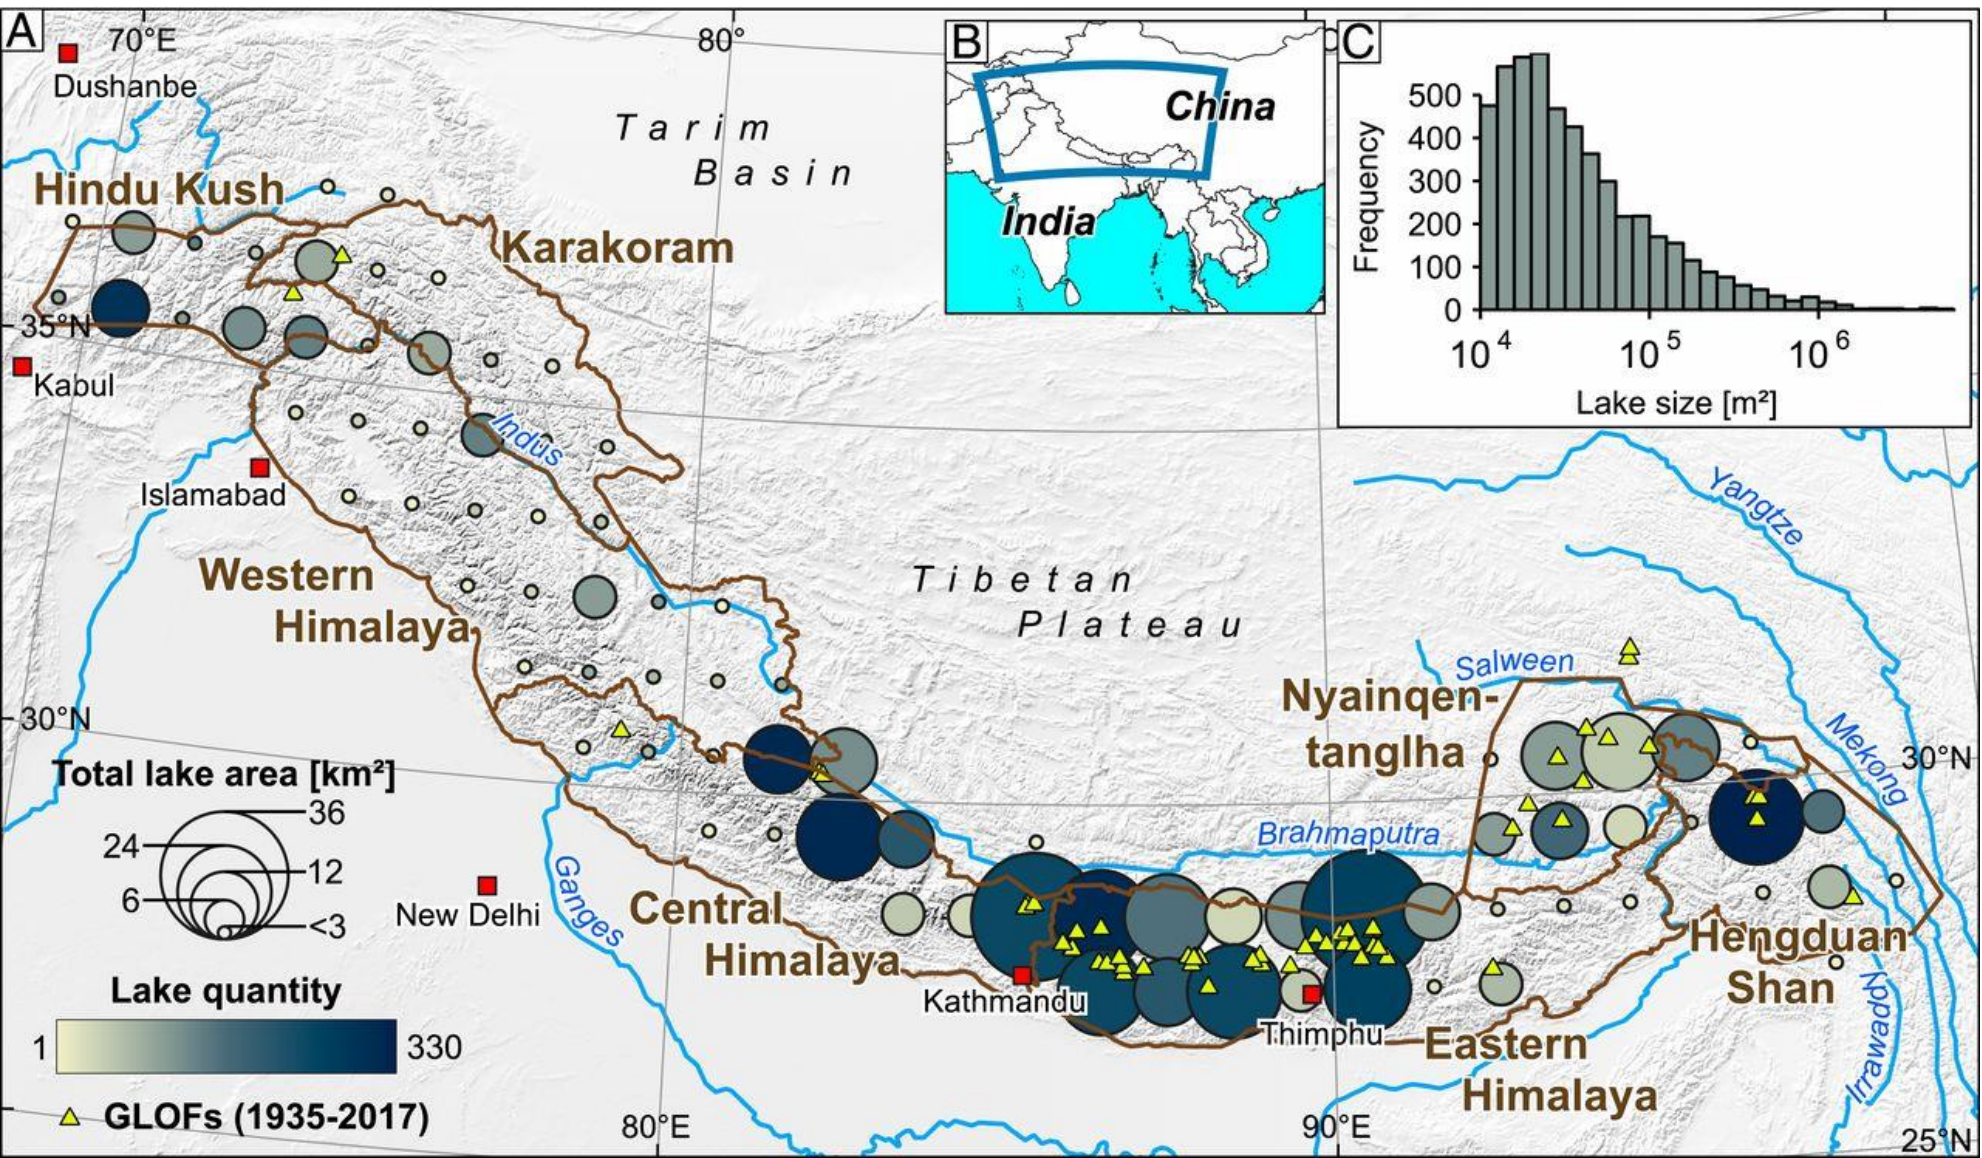 A
70°E
80°
B
C
Dushanbe
Tarim
Basin
China
India
Hindu Kush
Karakoram
Frequency
500
400
300
200
100
0
10⁴
10⁵
10⁶
Lake size [m²]
35°N
Kabul
Indus
Islamabad
Yangtze
Western
Himalaya
Tibetan
Plateau
Salween
Nyainqen-
tanglha
Mekong
30°N
30°N
Total lake area [km²]
36
24
12
6
<3
Brahmaputra
New Delhi
Ganges
Central
Himalaya
Hengduan
Shan
Kathmandu
Thimphu
Eastern
Himalaya
Irrawaddy
Lake quantity
1
330
GLOFs (1935-2017)
80°E
90°E
25°N